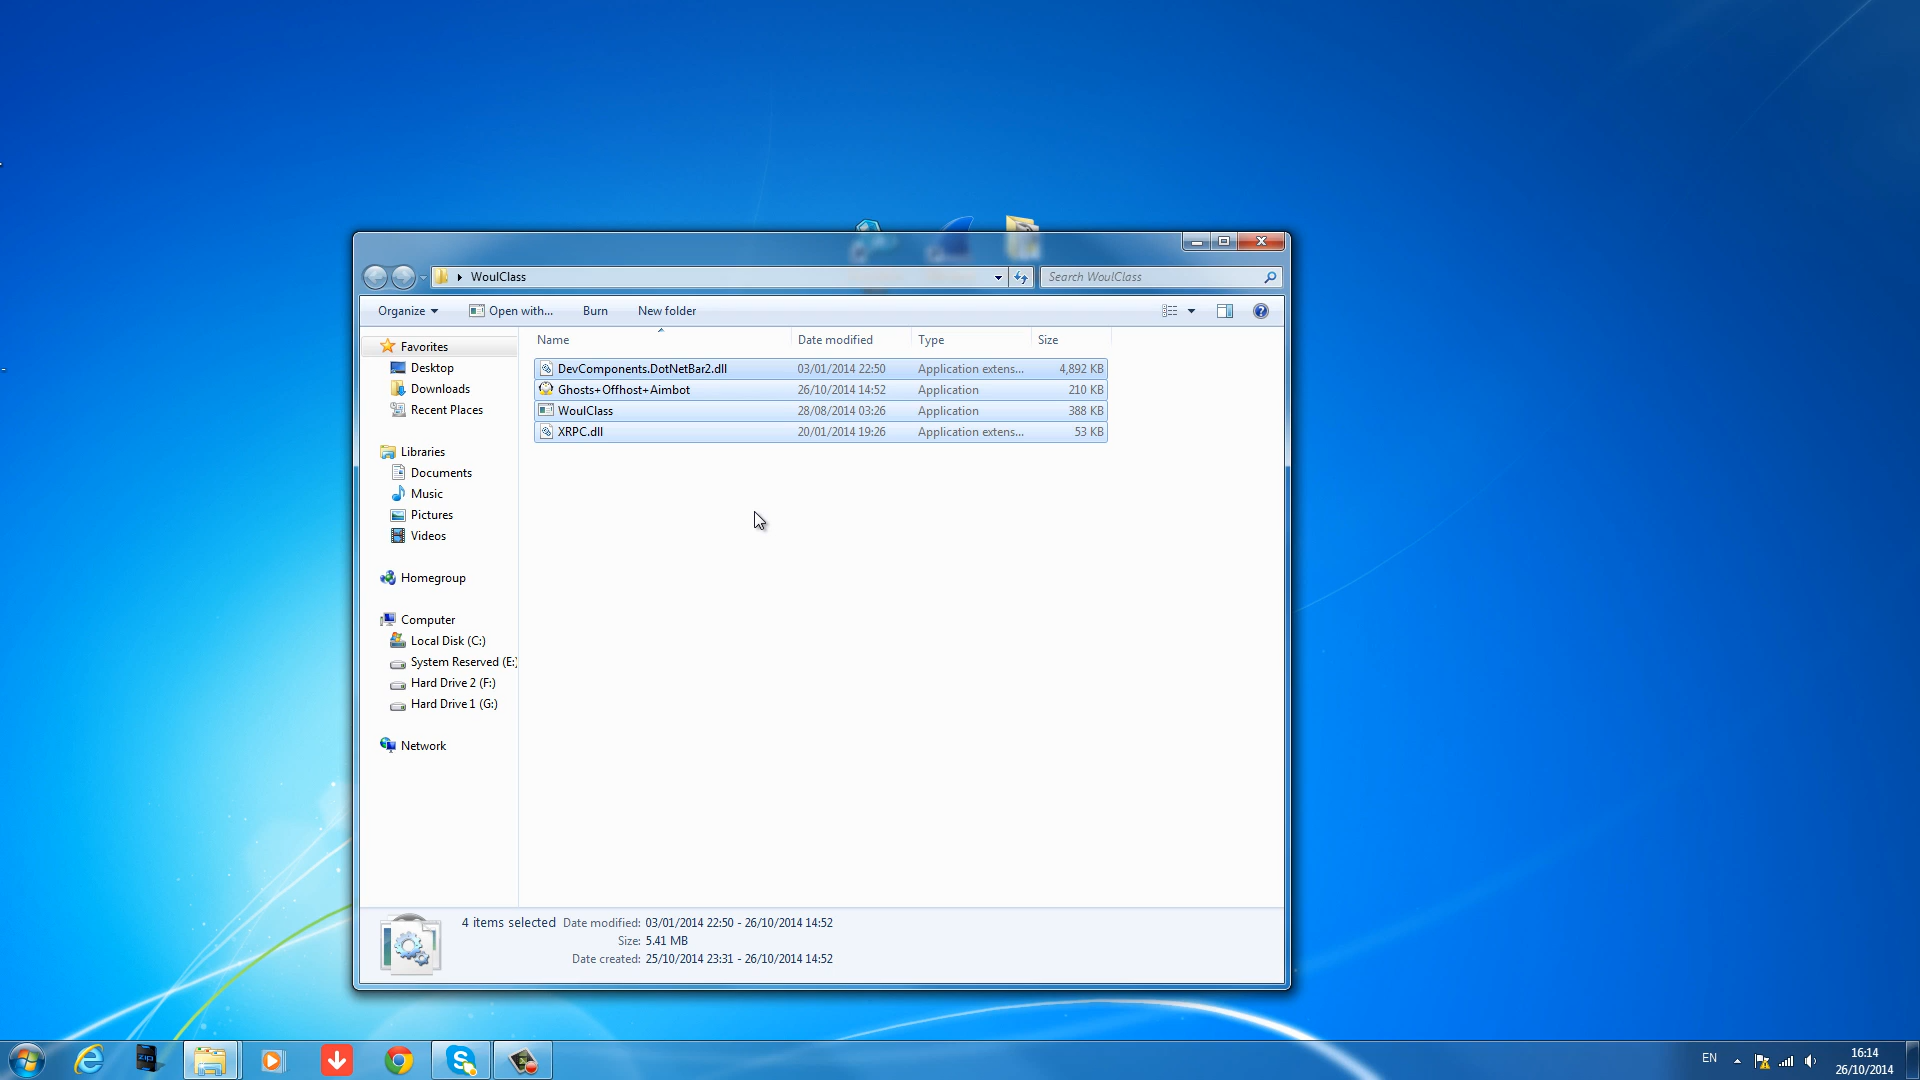 WoulClass
Search WoulClass
Organize
Open with...
Burn
New folder
Name
Date modified
Type
Size
DevComponents.DotNetBar2.dll 03/01/2014 22:50 Application extens... 4,892 KB
Ghosts+Offhost+Aimbot 26/10/2014 14:52 Application 210 KB
WoulClass 28/08/2014 03:26 Application 388 KB
XRPC.dll 20/01/2014 19:26 Application extens... 53 KB
Favorites
Desktop
Downloads
Recent Places
Libraries
Documents
Music
Pictures
Videos
Homegroup
Computer
Local Disk (C:)
System Reserved (E:)
Hard Drive 2 (F:)
Hard Drive 1 (G:)
Network
4 items selected Date modified: 03/01/2014 22:50 - 26/10/2014 14:52
Size: 5.41 MB
Date created: 25/10/2014 23:31 - 26/10/2014 14:52
ZIP
EN
16:14
26/10/2014